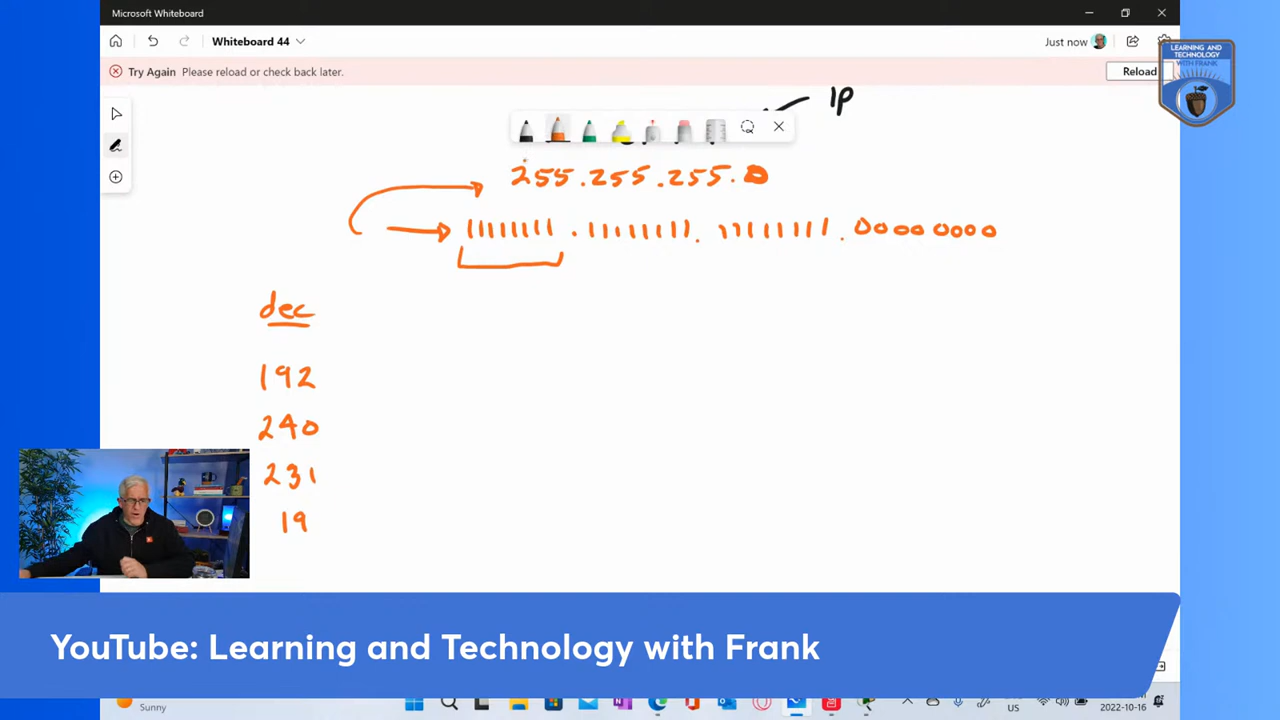 Microsoft Whiteboard
Whiteboard 44
Just now
Try Again Please reload or check back later.
Reload
LEARNING AND
TECHNOLOGY
WITH FRANK
IP
255.255.255.0
11111111.11111111.11111111.00000000
dec
192
240
231
19
YouTube: Learning and Technology with Frank
Sunny
US
2022-10-16